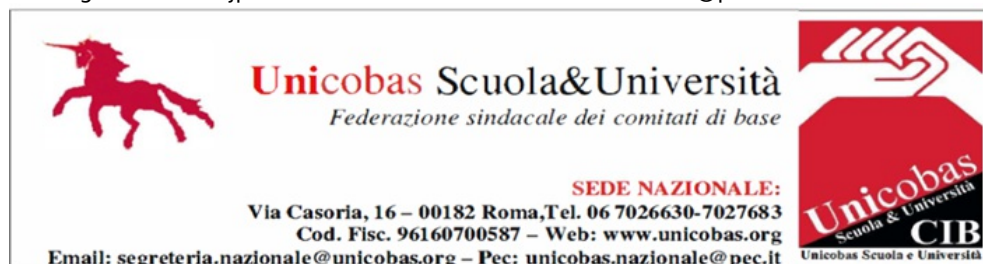 Unicobas Scuola&Università
Federazione sindacale dei comitati di base
SEDE NAZIONALE:
Via Casoria, 16 – 00182 Roma,Tel. 06 7026630-7027683
Cod. Fisc. 96160700587 – Web: www.unicobas.org
Email: segreteria.nazionale@unicobas.org – Pec: unicobas.nazionale@pec.it
Unicobas
Scuola & Università
CIB
Unicobas Scuola e Università